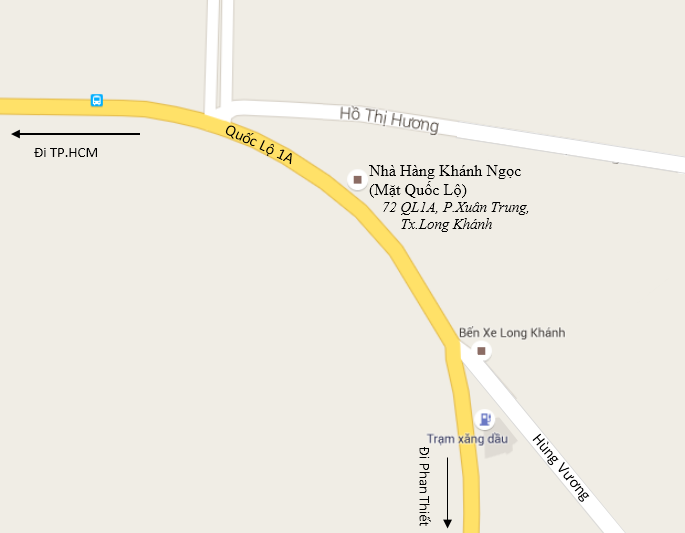 Hồ Thị Hương
Quốc Lộ 1A
Đi TP.HCM
Nhà Hàng Khánh Ngọc
(Mặt Quốc Lộ)
72 QL1A, P.Xuân Trung,
Tx.Long Khánh
Bến Xe Long Khánh
Trạm xăng dầu
Hùng Vương
Đi Phan Thiết